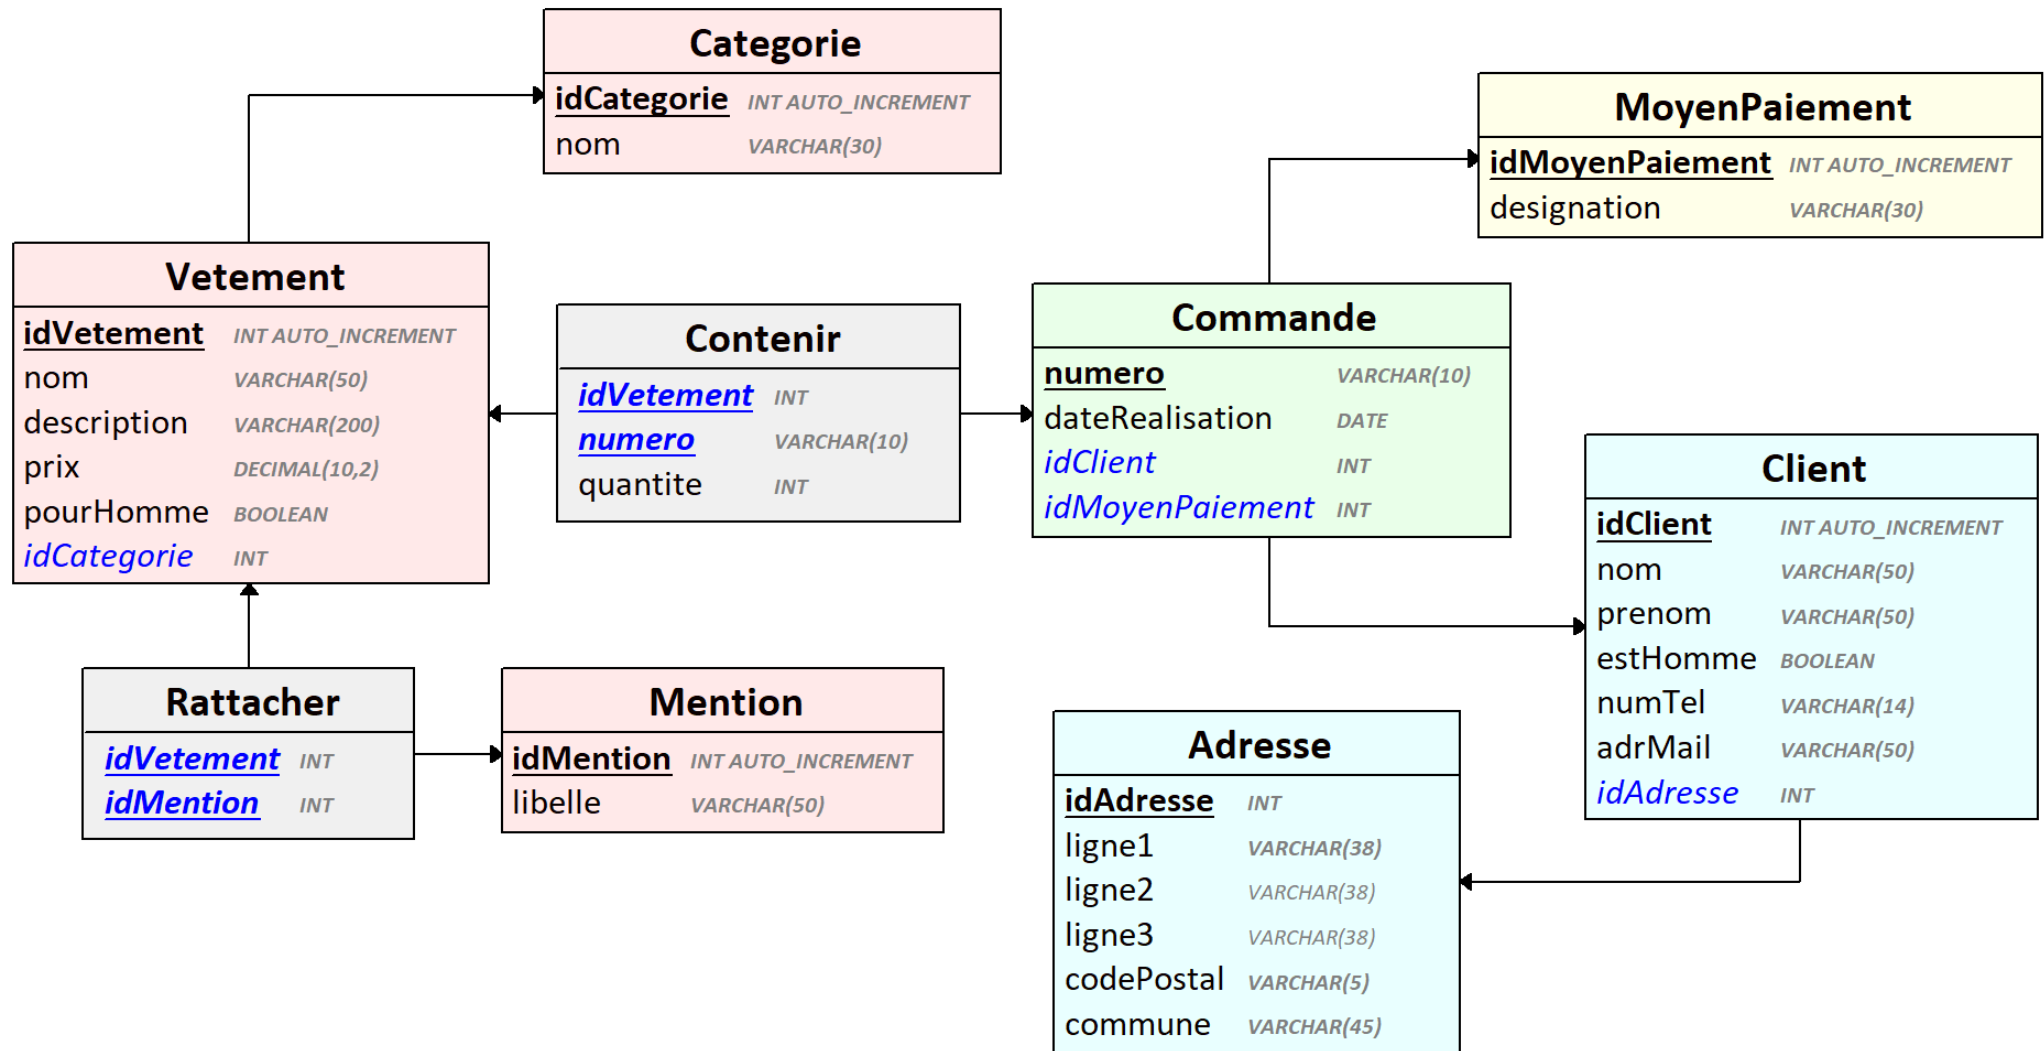 Categorie
idCategorie INT AUTO_INCREMENT
nom VARCHAR(30)
MoyenPaiement
idMoyenPaiement INT AUTO_INCREMENT
designation VARCHAR(30)
Vetement
idVetement INT AUTO_INCREMENT
nom VARCHAR(50)
description VARCHAR(200)
prix DECIMAL(10,2)
pourHomme BOOLEAN
idCategorie INT
Contenir
idVetement INT
numero VARCHAR(10)
quantite INT
Commande
numero VARCHAR(10)
dateRealisation DATE
idClient INT
idMoyenPaiement INT
Client
idClient INT AUTO_INCREMENT
nom VARCHAR(50)
prenom VARCHAR(50)
estHomme BOOLEAN
numTel VARCHAR(14)
adrMail VARCHAR(50)
idAdresse INT
Rattacher
idVetement INT
idMention INT
Mention
idMention INT AUTO_INCREMENT
libelle VARCHAR(50)
Adresse
idAdresse INT
ligne1 VARCHAR(38)
ligne2 VARCHAR(38)
ligne3 VARCHAR(38)
codePostal VARCHAR(5)
commune VARCHAR(45)